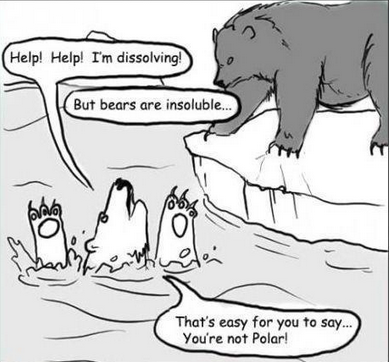 Help! Help! I'm dissolving!
But bears are insoluble...
That's easy for you to say...
You're not Polar!